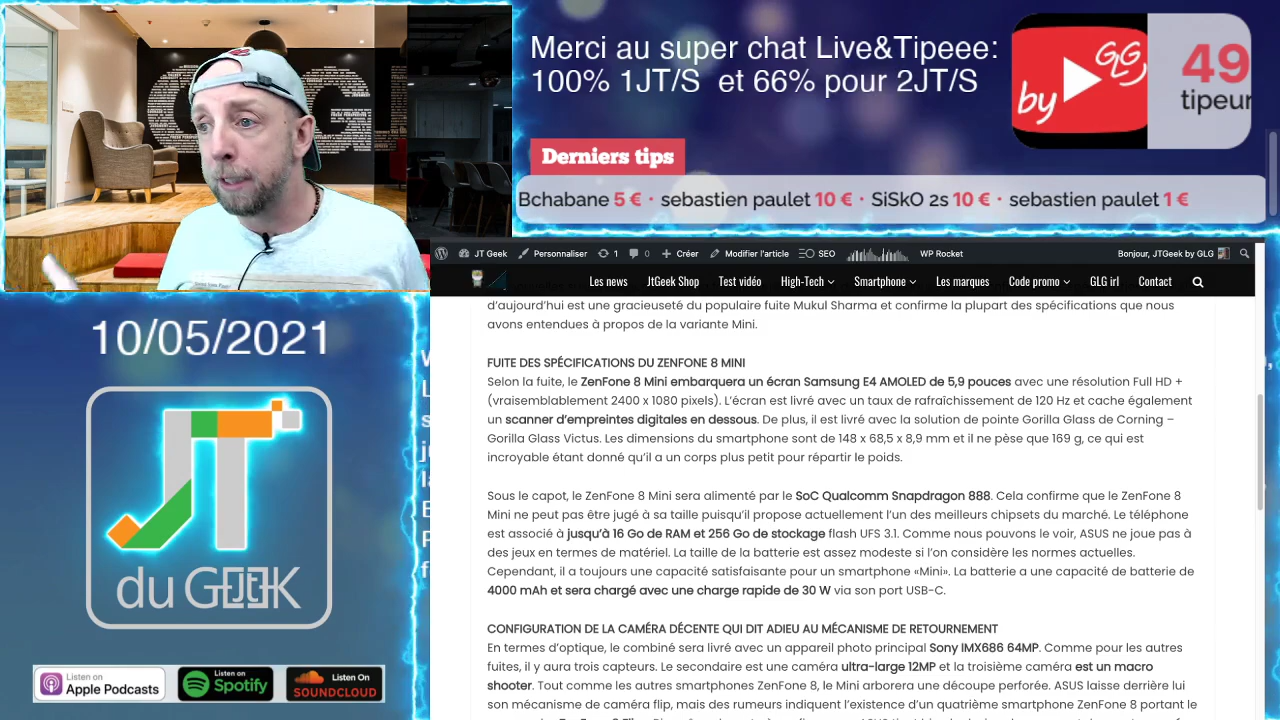 Merci au super chat Live&Tipeee:
100% 1JT/S et 66% pour 2JT/S
by GLG
49
tipeur
Derniers tips
Bchabane 5 € · sebastien paulet 10 € · SiSkO 2s 10 € · sebastien paulet 1 €
JT Geek Personnaliser 1 0 Créer Modifier l'article SEO WP Rocket Bonjour, JTGeek by GLG
Les news JtGeek Shop Test vidéo High-Tech Smartphone Les marques Code promo GLG irl Contact
d'aujourd'hui est une gracieuseté du populaire fuite Mukul Sharma et confirme la plupart des spécifications que nous
avons entendues à propos de la variante Mini.
FUITE DES SPÉCIFICATIONS DU ZENFONE 8 MINI
Selon la fuite, le ZenFone 8 Mini embarquera un écran Samsung E4 AMOLED de 5,9 pouces avec une résolution Full HD +
(vraisemblablement 2400 x 1080 pixels). L'écran est livré avec un taux de rafraîchissement de 120 Hz et cache également
un scanner d'empreintes digitales en dessous. De plus, il est livré avec la solution de pointe Gorilla Glass de Corning –
Gorilla Glass Victus. Les dimensions du smartphone sont de 148 x 68,5 x 8,9 mm et il ne pèse que 169 g, ce qui est
incroyable étant donné qu'il a un corps plus petit pour répartir le poids.
Sous le capot, le ZenFone 8 Mini sera alimenté par le SoC Qualcomm Snapdragon 888. Cela confirme que le ZenFone 8
Mini ne peut pas être jugé à sa taille puisqu'il propose actuellement l'un des meilleurs chipsets du marché. Le téléphone
est associé à jusqu'à 16 Go de RAM et 256 Go de stockage flash UFS 3.1. Comme nous pouvons le voir, ASUS ne joue pas à
des jeux en termes de matériel. La taille de la batterie est assez modeste si l'on considère les normes actuelles.
Cependant, il a toujours une capacité satisfaisante pour un smartphone «Mini». La batterie a une capacité de batterie de
4000 mAh et sera chargé avec une charge rapide de 30 W via son port USB-C.
CONFIGURATION DE LA CAMÉRA DÉCENTE QUI DIT ADIEU AU MÉCANISME DE RETOURNEMENT
En termes d'optique, le combiné sera livré avec un appareil photo principal Sony IMX686 64MP. Comme pour les autres
fuites, il y aura trois capteurs. Le secondaire est une caméra ultra-large 12MP et la troisième caméra est un macro
shooter. Tout comme les autres smartphones ZenFone 8, le Mini arborera une découpe perforée. ASUS laisse derrière lui
son mécanisme de caméra flip, mais des rumeurs indiquent l'existence d'un quatrième smartphone ZenFone 8 portant le
10/05/2021
JT
du GEEK
Listen on
Apple Podcasts
Listen on
Spotify
Listen On
SOUNDCLOUD